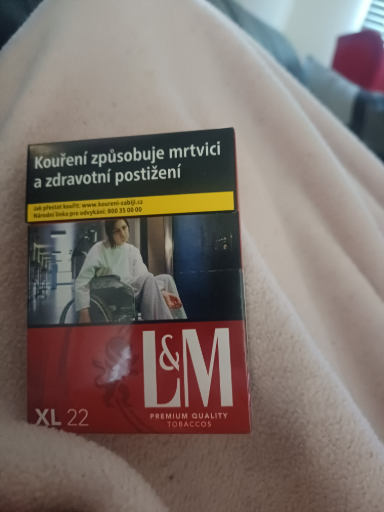 Kouření způsobuje mrtvici
a zdravotní postižení
Jak přestat kouřit: www.koureni-zabiji.cz
Národní linka pro odvykání: 800 35 00 00
L&M
XL 22
PREMIUM QUALITY
TOBACCOS